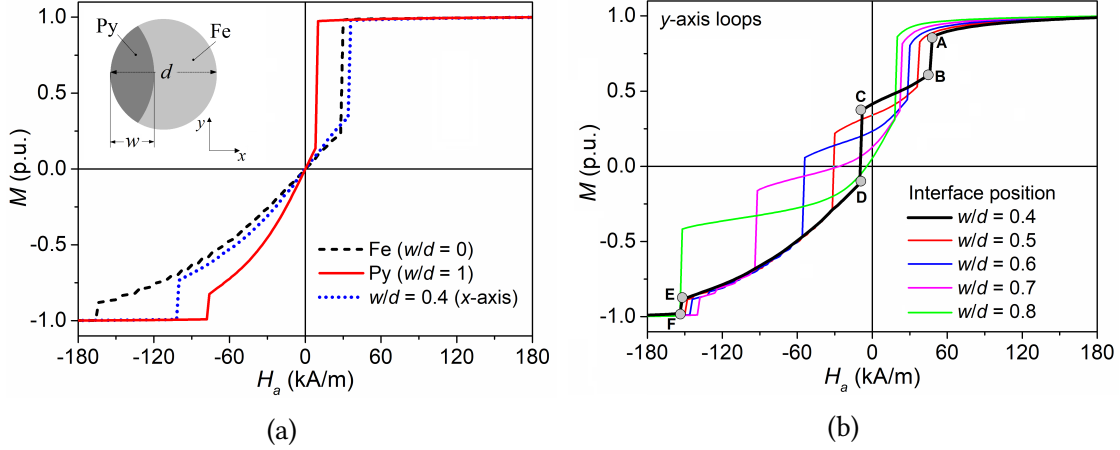 Py
Fe
d
w
y
x
1.0
0.5
0.0
-0.5
-1.0
M (p.u.)
-180 -120 -60 0 60 120 180
Hₐ (kA/m)
Fe (w/d = 0)
Py (w/d = 1)
w/d = 0.4 (x-axis)
(a)
y-axis loops
1.0
0.5
0.0
-0.5
-1.0
M (p.u.)
A
B
C
D
E
F
Interface position
w/d = 0.4
w/d = 0.5
w/d = 0.6
w/d = 0.7
w/d = 0.8
-180 -120 -60 0 60 120 180
Hₐ (kA/m)
(b)